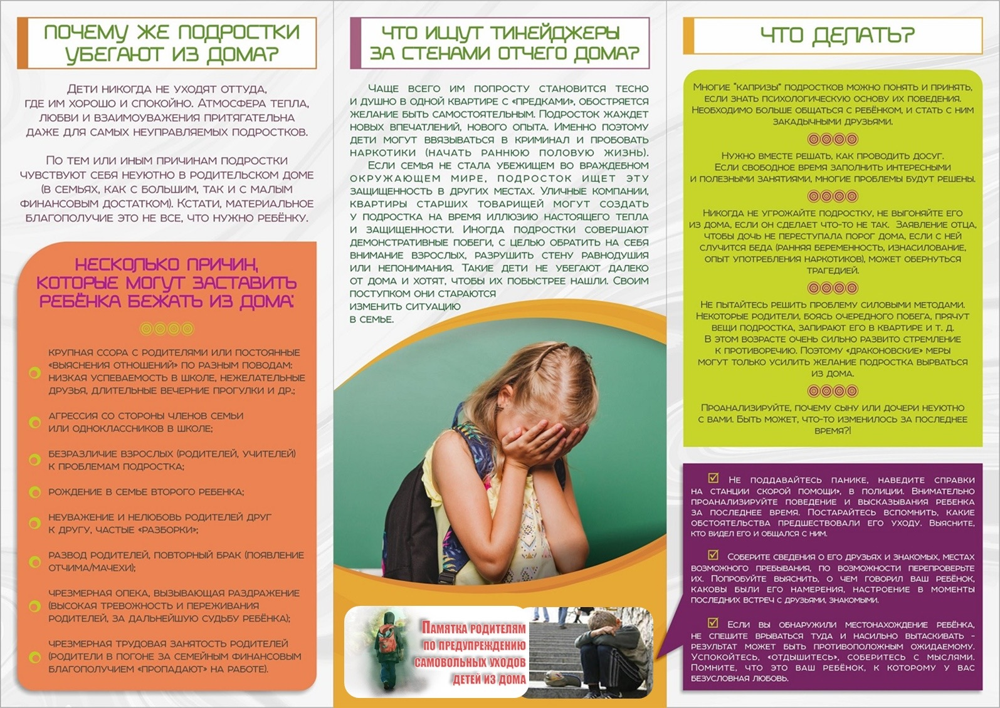 ПОЧЕМУ ЖЕ ПОДРОСТКИ
УБЕГАЮТ ИЗ ДОМА?
Дети никогда не уходят оттуда,
где им хорошо и спокойно. Атмосфера тепла,
любви и взаимоуважения притягательна
даже для самых неуправляемых подростков.
По тем или иным причинам подростки
чувствуют себя неуютно в родительском доме
(в семьях, как с большим, так и с малым
финансовым достатком). Кстати, материальное
благополучие это не все, что нужно ребёнку.
НЕСКОЛЬКО ПРИЧИН,
КОТОРЫЕ МОГУТ ЗАСТАВИТЬ
РЕБЁНКА БЕЖАТЬ ИЗ ДОМА:
крупная ссора с родителями или постоянные
«выяснения отношений» по разным поводам:
низкая успеваемость в школе, нежелательные
друзья, длительные вечерние прогулки и др.;
агрессия со стороны членов семьи
или одноклассников в школе;
безразличие взрослых (родителей, учителей)
к проблемам подростка;
рождение в семье второго ребенка;
неуважение и нелюбовь родителей друг
к другу, частые «разборки»;
развод родителей, повторный брак (появление
отчима/мачехи);
чрезмерная опека, вызывающая раздражение
(высокая тревожность и переживания
родителей, за дальнейшую судьбу ребёнка);
чрезмерная трудовая занятость родителей
(родители в погоне за семейным финансовым
благополучием «пропадают» на работе).
ЧТО ИЩУТ ТИНЕЙДЖЕРЫ
ЗА СТЕНАМИ ОТЧЕГО ДОМА?
Чаще всего им попросту становится тесно
и душно в одной квартире с «предками», обостряется
желание быть самостоятельным. Подросток жаждет
новых впечатлений, нового опыта. Именно поэтому
дети могут ввязываться в криминал и пробовать
наркотики (начать раннюю половую жизнь).
Если семья не стала убежищем во враждебном
окружающем мире, подросток ищет эту
защищенность в других местах. Уличные компании,
квартиры старших товарищей могут создать
у подростка на время иллюзию настоящего тепла
и защищенности. Иногда подростки совершают
демонстративные побеги, с целью обратить на себя
внимание взрослых, разрушить стену равнодушия
или непонимания. Такие дети не убегают далеко
от дома и хотят, чтобы их побыстрее нашли. Своим
поступком они стараются
изменить ситуацию
в семье.
Памятка родителям
по предупреждению
самовольных уходов
детей из дома
ЧТО ДЕЛАТЬ?
Многие "капризы" подростков можно понять и принять,
если знать психологическую основу их поведения.
Необходимо больше общаться с ребёнком, и стать с ним
закадычными друзьями.
Нужно вместе решать, как проводить досуг.
Если свободное время заполнить интересными
и полезными занятиями, многие проблемы будут решены.
Никогда не угрожайте подростку, не выгоняйте его
из дома, если он сделает что-то не так. Заявление отца,
чтобы дочь не переступала порог дома, если с ней
случится беда (ранняя беременность, изнасилование,
опыт употребления наркотиков), может обернуться
трагедией.
Не пытайтесь решить проблему силовыми методами.
Некоторые родители, боясь очередного побега, прячут
вещи подростка, запирают его в квартире и т. д.
В этом возрасте очень сильно развито стремление
к противоречию. Поэтому «драконовские» меры
могут только усилить желание подростка вырваться
из дома.
Проанализируйте, почему сыну или дочери неуютно
с вами. Быть может, что-то изменилось за последнее
время?!
Не поддавайтесь панике, наведите справки
на станции скорой помощи», в полиции. Внимательно
проанализируйте поведение и высказывания ребенка
за последнее время. Постарайтесь вспомнить, какие
обстоятельства предшествовали его уходу. Выясните,
кто видел его и общался с ним.
Соберите сведения о его друзьях и знакомых, местах
возможного пребывания, по возможности перепроверьте
их. Попробуйте выяснить, о чем говорил ваш ребёнок,
каковы были его намерения, настроение в моменты
последних встреч с друзьями, знакомыми.
Если вы обнаружили местонахождение ребёнка,
не спешите врываться туда и насильно вытаскивать -
результат может быть противоположным ожидаемому.
Успокойтесь, «отдышитесь», соберитесь с мыслями.
Помните, что это ваш ребёнок, к которому у вас
безусловная любовь.